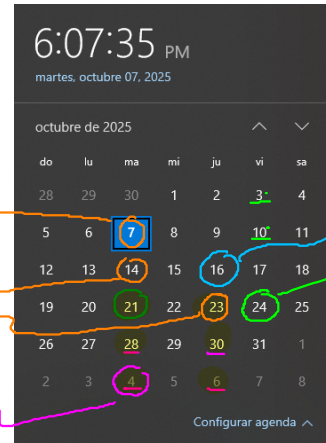 6:07:35 PM
martes, octubre 07, 2025
octubre de 2025
do lu ma mi ju vi sa
28 29 30 1 2 3 4
5 6 7 8 9 10 11
12 13 14 15 16 17 18
19 20 21 22 23 24 25
26 27 28 29 30 31 1
2 3 4 5 6 7 8
Configurar agenda